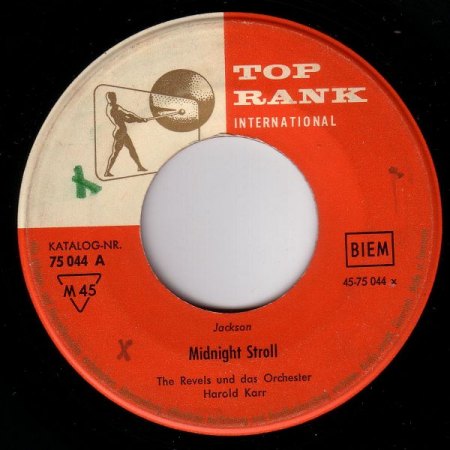 TOP
RANK
INTERNATIONAL
KATALOG-NR.
75 044 A
M 45
BIEM
45-75 044 x
Jackson
Midnight Stroll
The Revels und das Orchester
Harold Karr